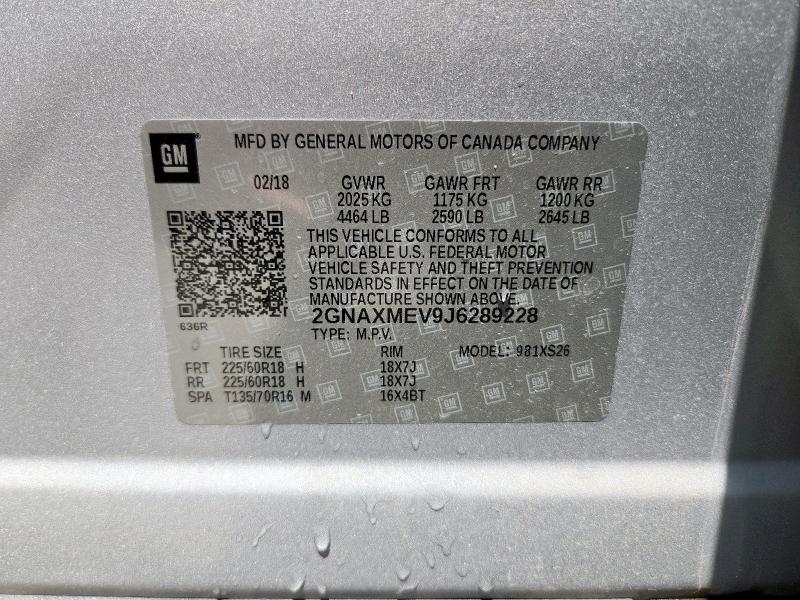 GM
MFD BY GENERAL MOTORS OF CANADA COMPANY
02/18 GVWR GAWR FRT GAWR RR
2025 KG 1175 KG 1200 KG
4464 LB 2590 LB 2645 LB
THIS VEHICLE CONFORMS TO ALL
APPLICABLE U.S. FEDERAL MOTOR
VEHICLE SAFETY AND THEFT PREVENTION
STANDARDS IN EFFECT ON THE DATE OF
MANUFACTURE SHOWN ABOVE.
636R
2GNAXMEV9J6289228
TYPE: M.P.V.
TIRE SIZE RIM MODEL: 981XS26
FRT 225/60R18 H 18X7J
RR 225/60R18 H 18X7J
SPA T135/70R16 M 16X4BT